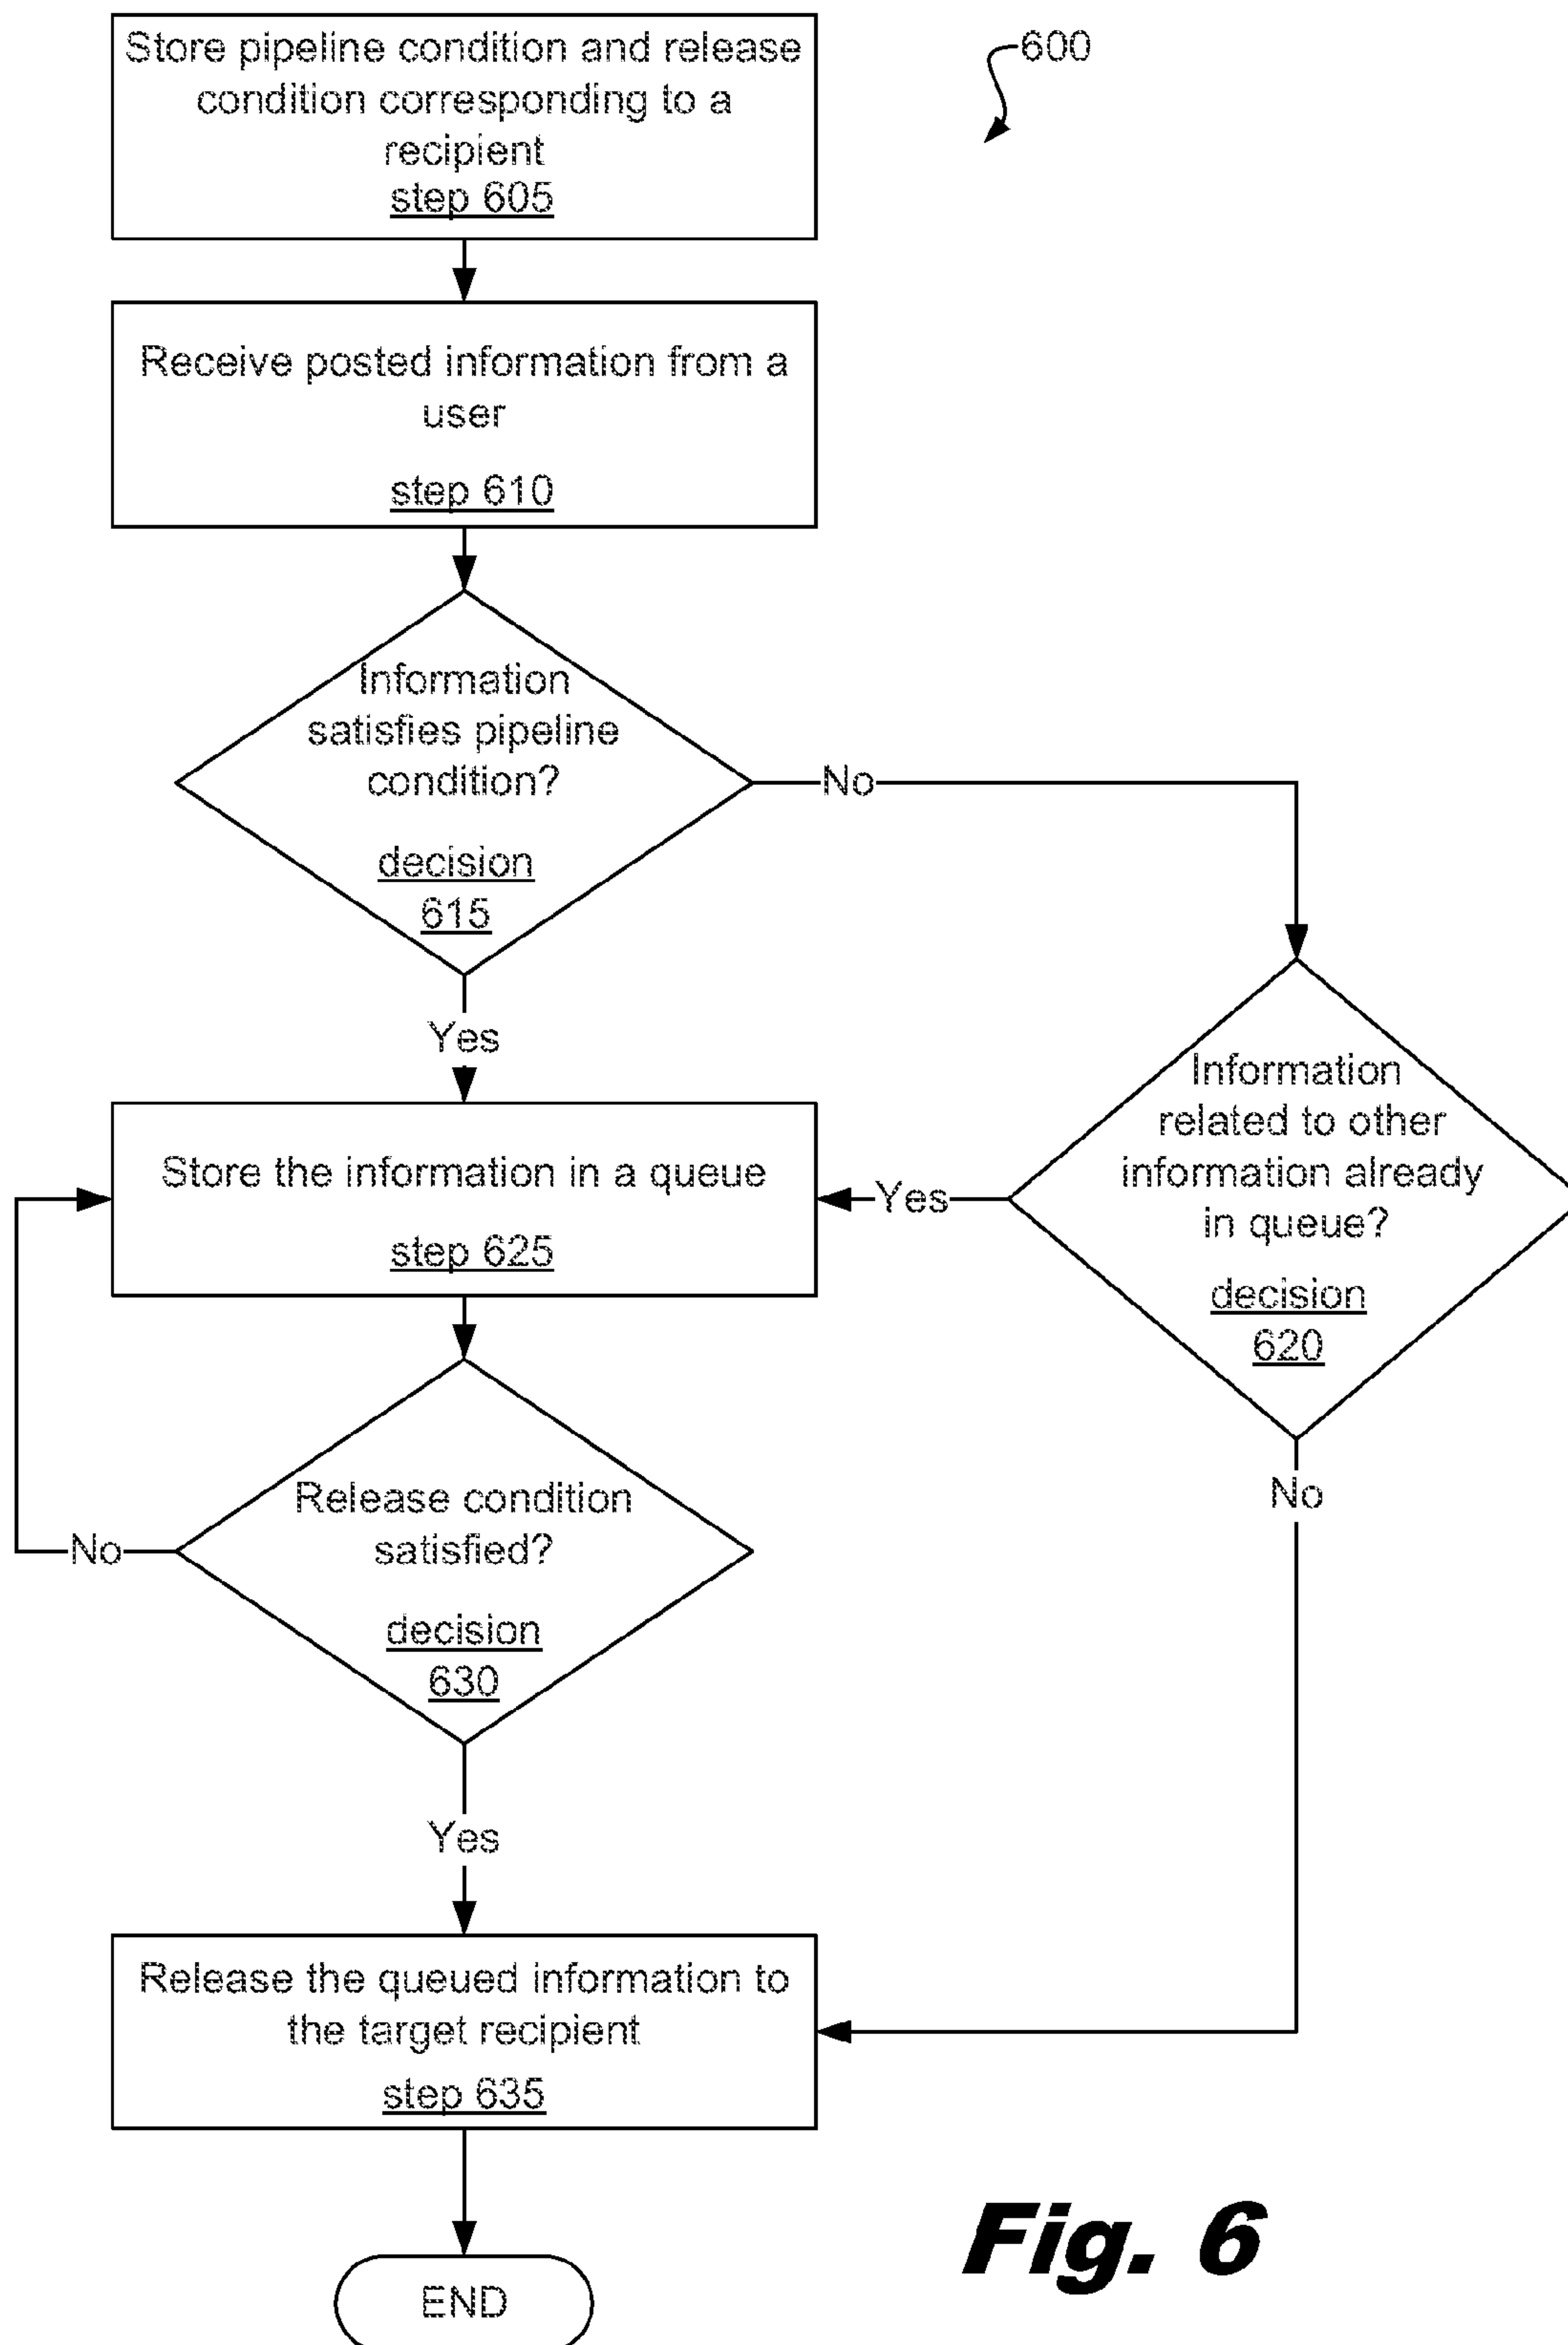 Store pipeline condition and release
condition corresponding to a
recipient
step 605
600
Receive posted information from a
user
step 610
Information
satisfies pipeline
condition?
decision
615
No
Yes
Information
related to other
information already
in queue?
decision
620
Yes
No
Store the information in a queue
step 625
Release condition
satisfied?
decision
630
No
Yes
Release the queued information to
the target recipient
step 635
END
Fig. 6